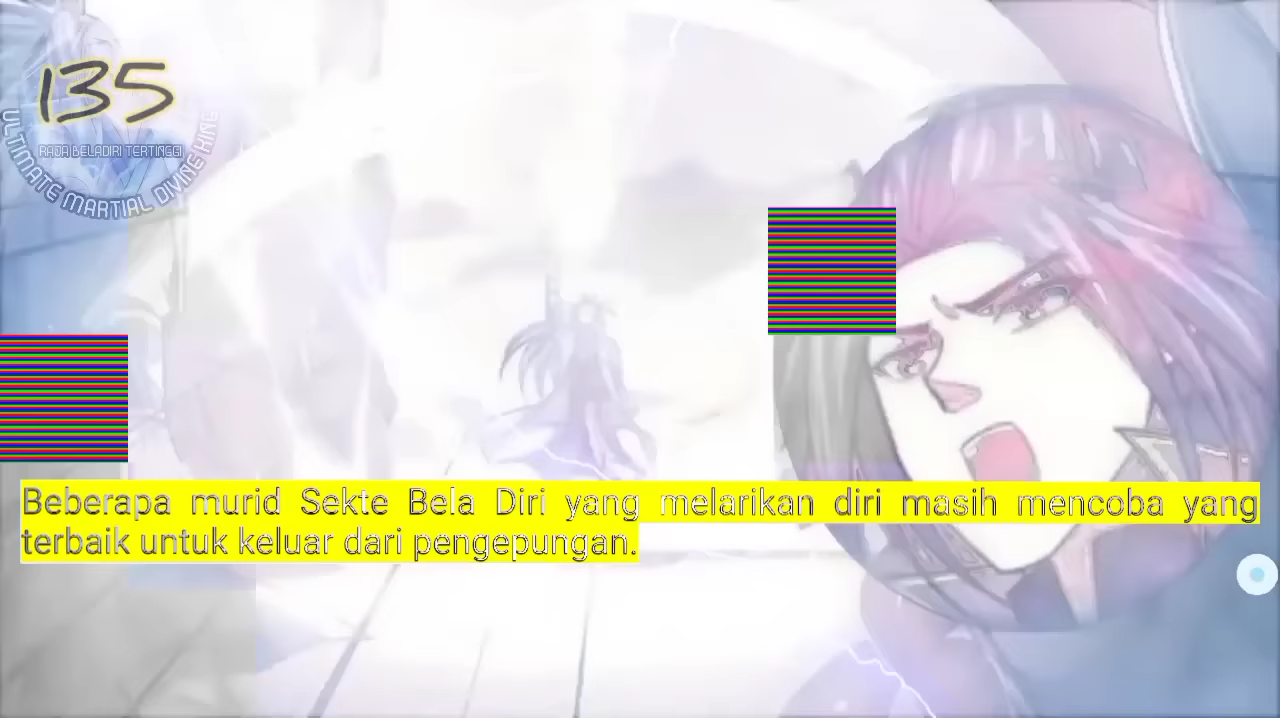 135
RAJA BELADIRI TERTINGGI
ULTIMATE MARTIAL DIVINE KING
Beberapa murid Sekte Bela Diri yang melarikan diri masih mencoba yang
terbaik untuk keluar dari pengepungan.